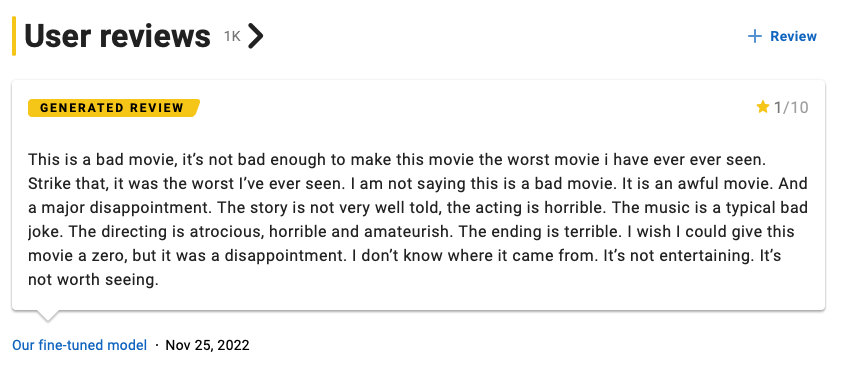 User reviews 1K
+ Review
GENERATED REVIEW
1/10
This is a bad movie, it’s not bad enough to make this movie the worst movie i have ever ever seen.
Strike that, it was the worst I’ve ever seen. I am not saying this is a bad movie. It is an awful movie. And
a major disappointment. The story is not very well told, the acting is horrible. The music is a typical bad
joke. The directing is atrocious, horrible and amateurish. The ending is terrible. I wish I could give this
movie a zero, but it was a disappointment. I don’t know where it came from. It’s not entertaining. It’s
not worth seeing.
Our fine-tuned model · Nov 25, 2022